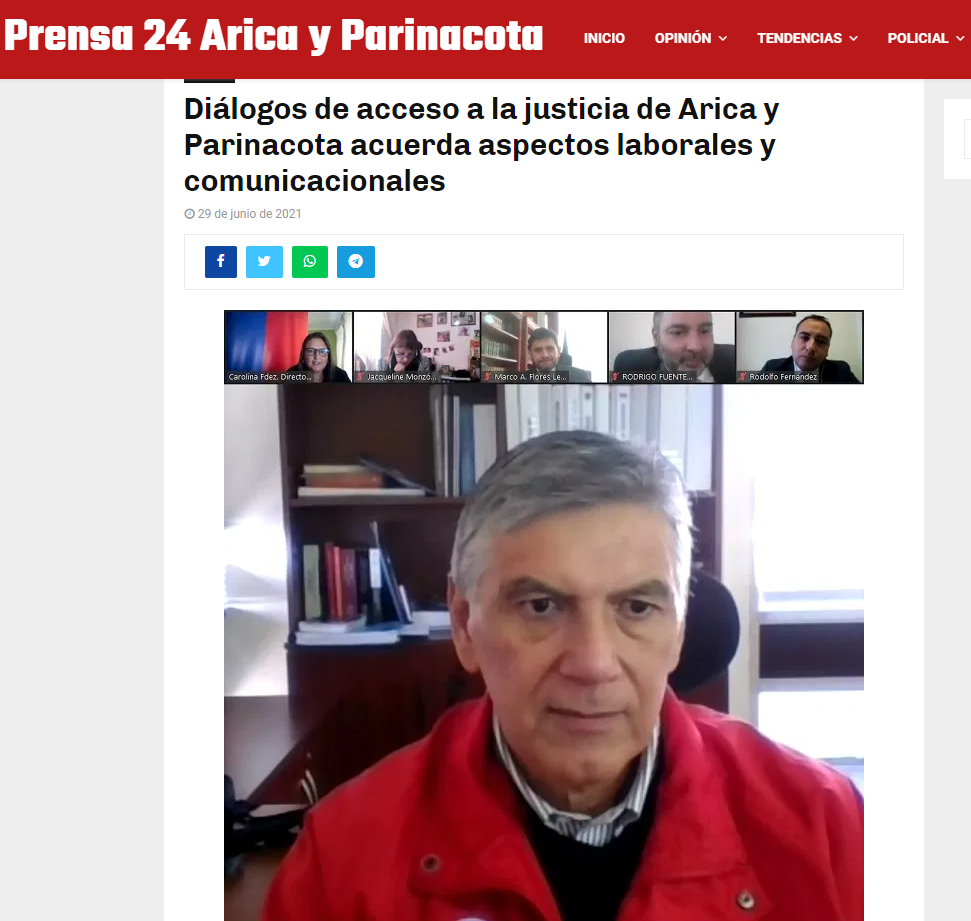 Prensa 24 Arica y Parinacota
INICIO
OPINIÓN
TENDENCIAS
POLICIAL
Diálogos de acceso a la justicia de Arica y
Parinacota acuerda aspectos laborales y
comunicacionales
29 de junio de 2021
Carolina Fdez. Directo...
Jacqueline Monzó...
Marco A. Flores Le...
RODRIGO FUENTE...
Rodolfo Fernández